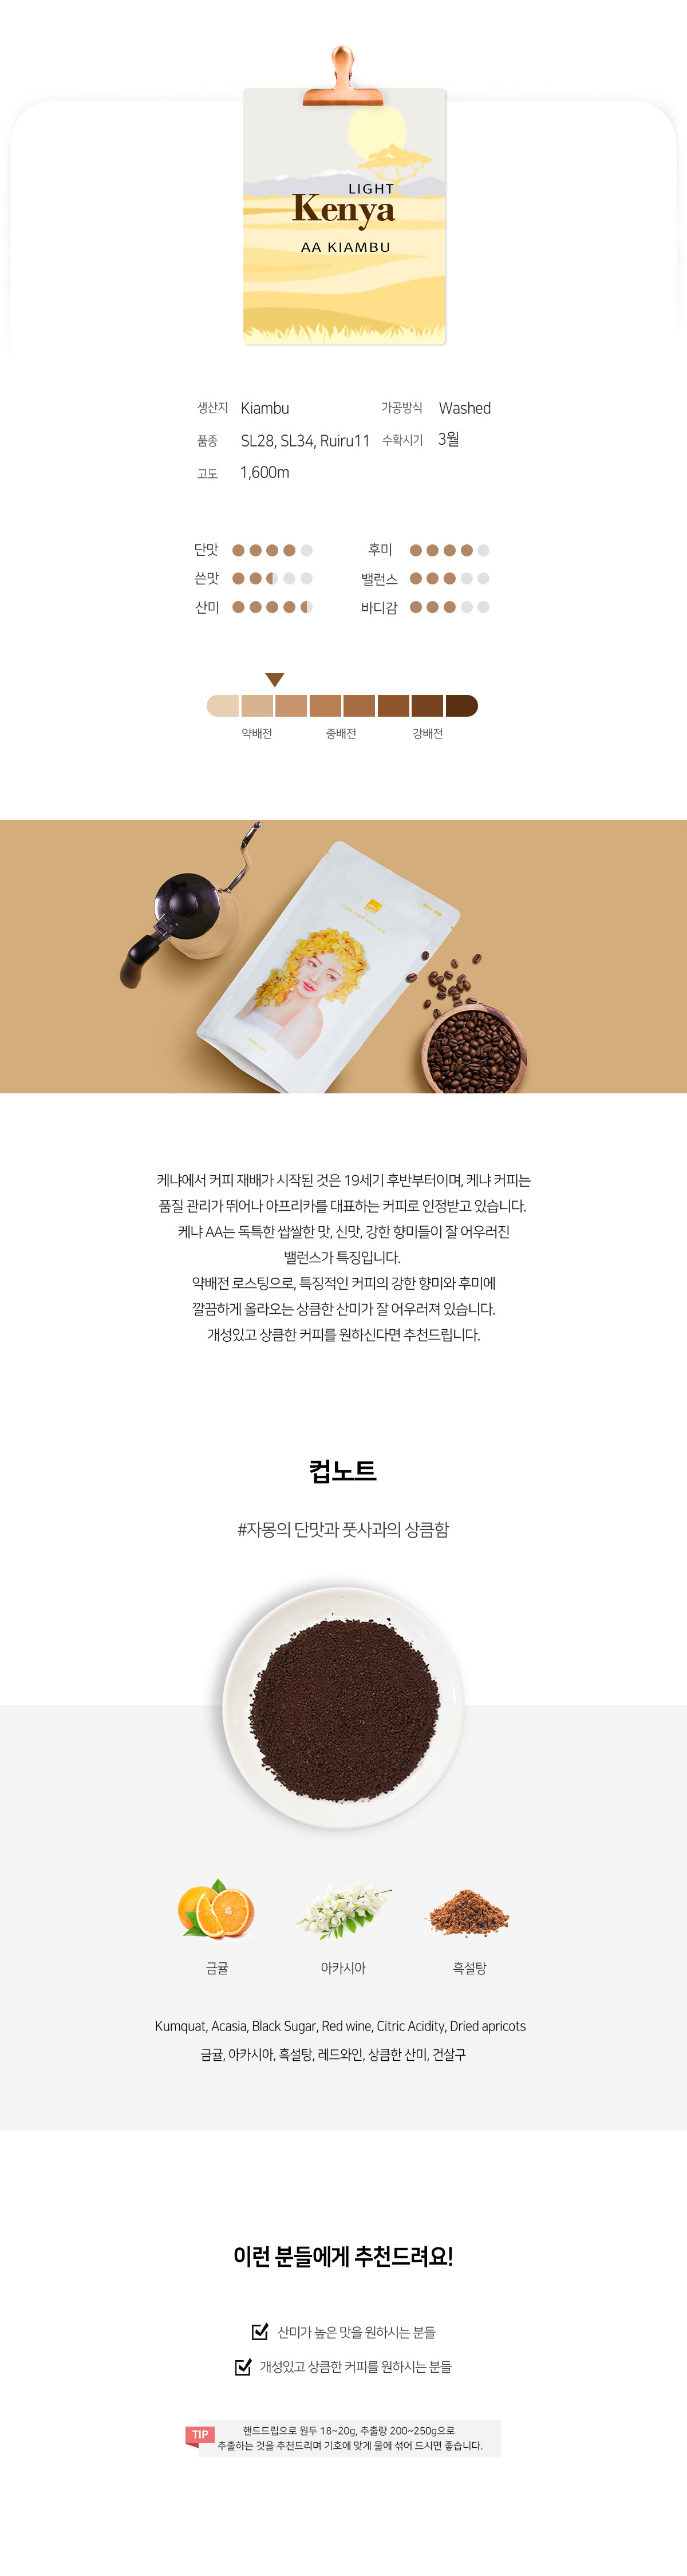 LIGHT
Kenya
AA KIAMBU
생산지 Kiambu 가공방식 Washed
품종 SL28, SL34, Ruiru11 수확시기 3월
고도 1,600m
단맛 후미
쓴맛 밸런스
산미 바디감
약배전 중배전 강배전
케냐에서 커피 재배가 시작된 것은 19세기 후반부터이며, 케냐 커피는
품질 관리가 뛰어나 아프리카를 대표하는 커피로 인정받고 있습니다.
케냐 AA는 독특한 쌉쌀한 맛, 신맛, 강한 향미들이 잘 어우러진
밸런스가 특징입니다.
약배전 로스팅으로, 특징적인 커피의 강한 향미와 후미에
깔끔하게 올라오는 상큼한 산미가 잘 어우러져 있습니다.
개성있고 상큼한 커피를 원하신다면 추천드립니다.
컵노트
#자몽의 단맛과 풋사과의 상큼함
금귤 아카시아 흑설탕
Kumquat, Acasia, Black Sugar, Red wine, Citric Acidity, Dried apricots
금귤, 아카시아, 흑설탕, 레드와인, 상큼한 산미, 건살구
이런 분들에게 추천드려요!
산미가 높은 맛을 원하시는 분들
개성있고 상큼한 커피를 원하시는 분들
TIP
핸드드립으로 원두 18~20g, 추출량 200~250g으로
추출하는 것을 추천드리며 기호에 맞게 물에 섞어 드시면 좋습니다.